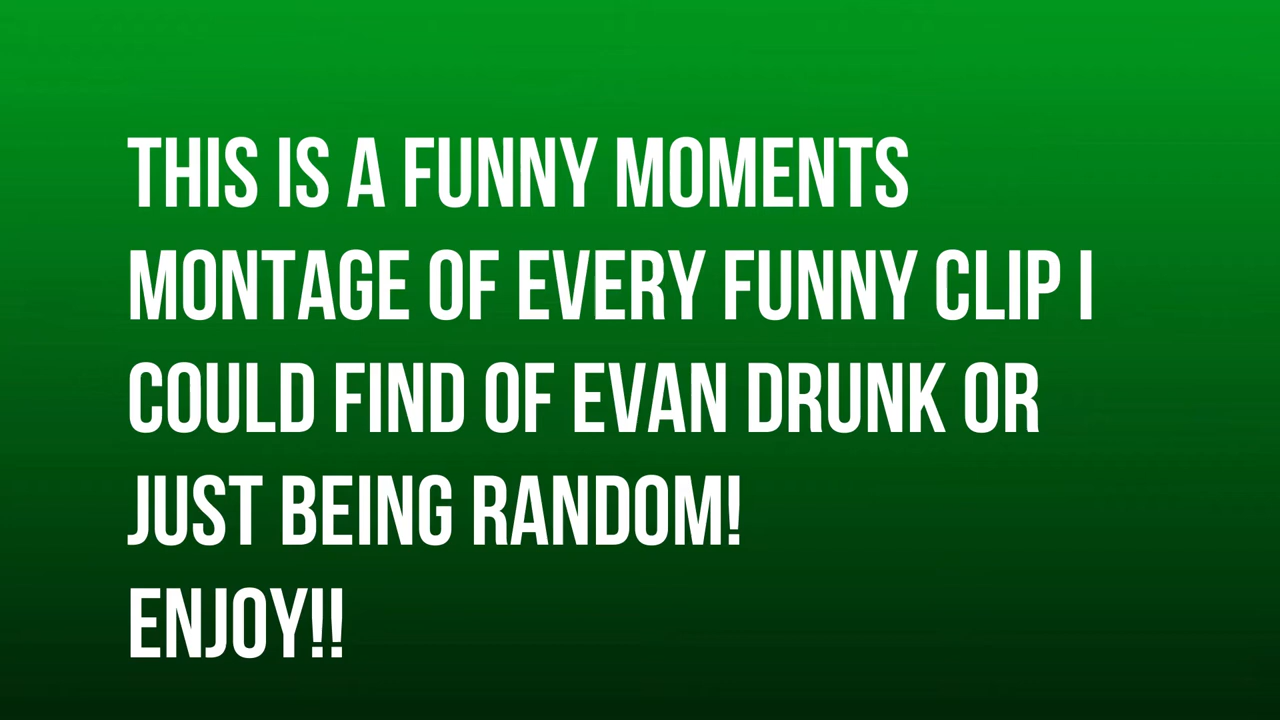 THIS IS A FUNNY MOMENTS
MONTAGE OF EVERY FUNNY CLIP I
COULD FIND OF EVAN DRUNK OR
JUST BEING RANDOM!
ENJOY!!